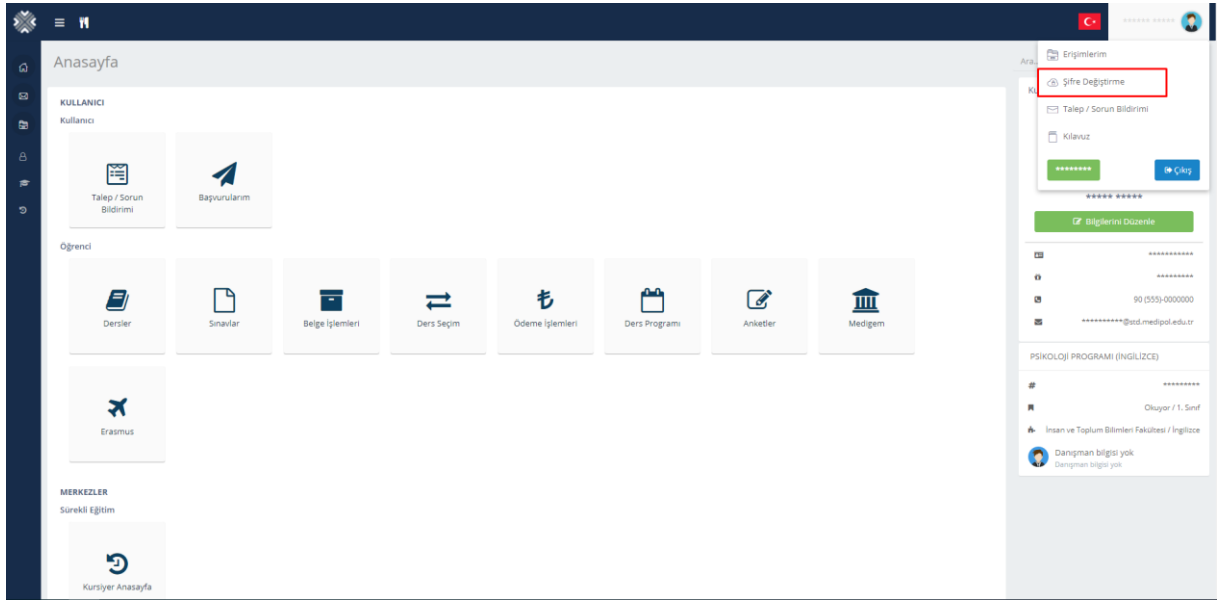 ****** *****
Anasayfa
Ara..
Erişimlerim
Şifre Değiştirme
Talep / Sorun Bildirimi
Kılavuz
********
Çıkış
KULLANICI
Kullanıcı
Talep / Sorun
Bildirimi
Başvurularım
Öğrenci
Dersler
Sınavlar
Belge İşlemleri
Ders Seçim
Ödeme İşlemleri
Ders Programı
Anketler
Medigem
Erasmus
MERKEZLER
Sürekli Eğitim
Kursiyer Anasayfa
***** *****
Bilgilerini Düzenle
***********
*********
90 (555)-0000000
**********@std.medipol.edu.tr
PSİKOLOJİ PROGRAMI (İNGİLİZCE)
#
*********
Okuyor / 1. Sınıf
İnsan ve Toplum Bilimleri Fakültesi / İngilizce
Danışman bilgisi yok
Danışman bilgisi yok